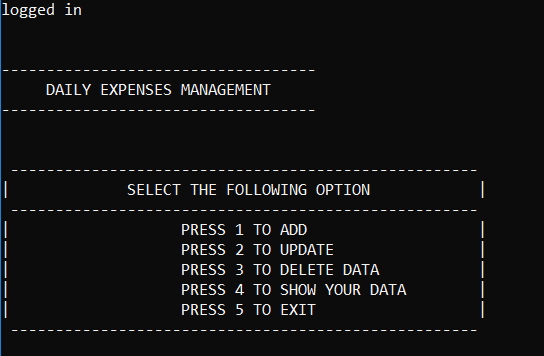 logged in
-----------------------------------
DAILY EXPENSES MANAGEMENT
-----------------------------------
----------------------------------------------------
| SELECT THE FOLLOWING OPTION |
----------------------------------------------------
| PRESS 1 TO ADD |
| PRESS 2 TO UPDATE |
| PRESS 3 TO DELETE DATA |
| PRESS 4 TO SHOW YOUR DATA |
| PRESS 5 TO EXIT |
----------------------------------------------------